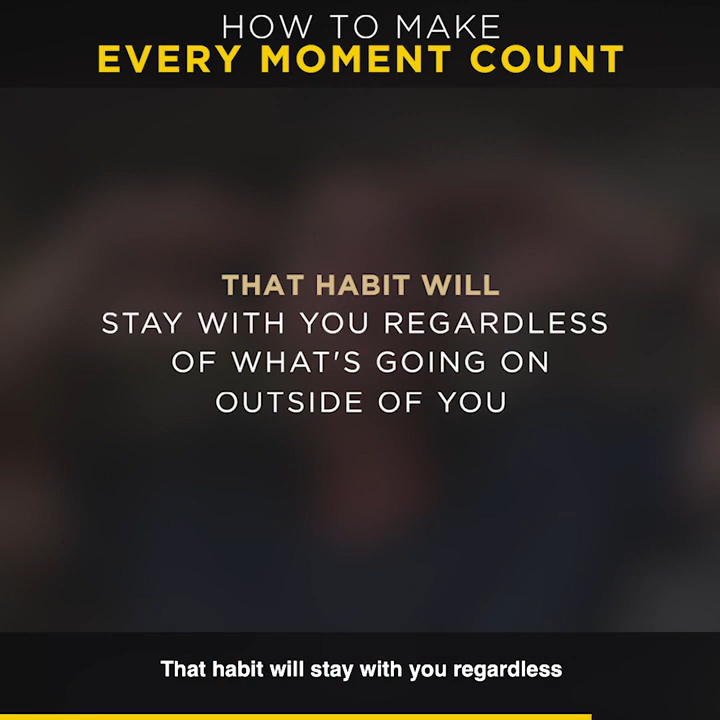 HOW TO MAKE
EVERY MOMENT COUNT
THAT HABIT WILL
STAY WITH YOU REGARDLESS
OF WHAT'S GOING ON
OUTSIDE OF YOU
That habit will stay with you regardless